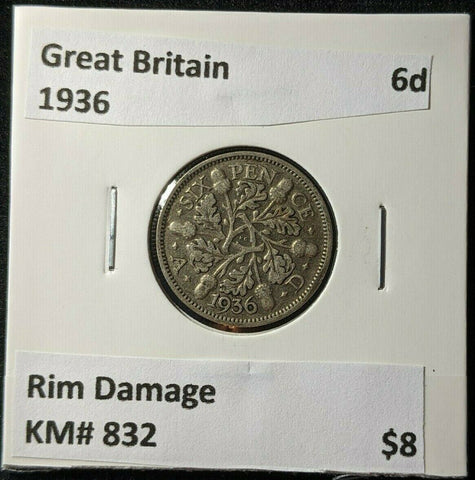 Great Britain 6d
1936
SIX PENCE
A D
1936
Rim Damage
KM# 832 $8